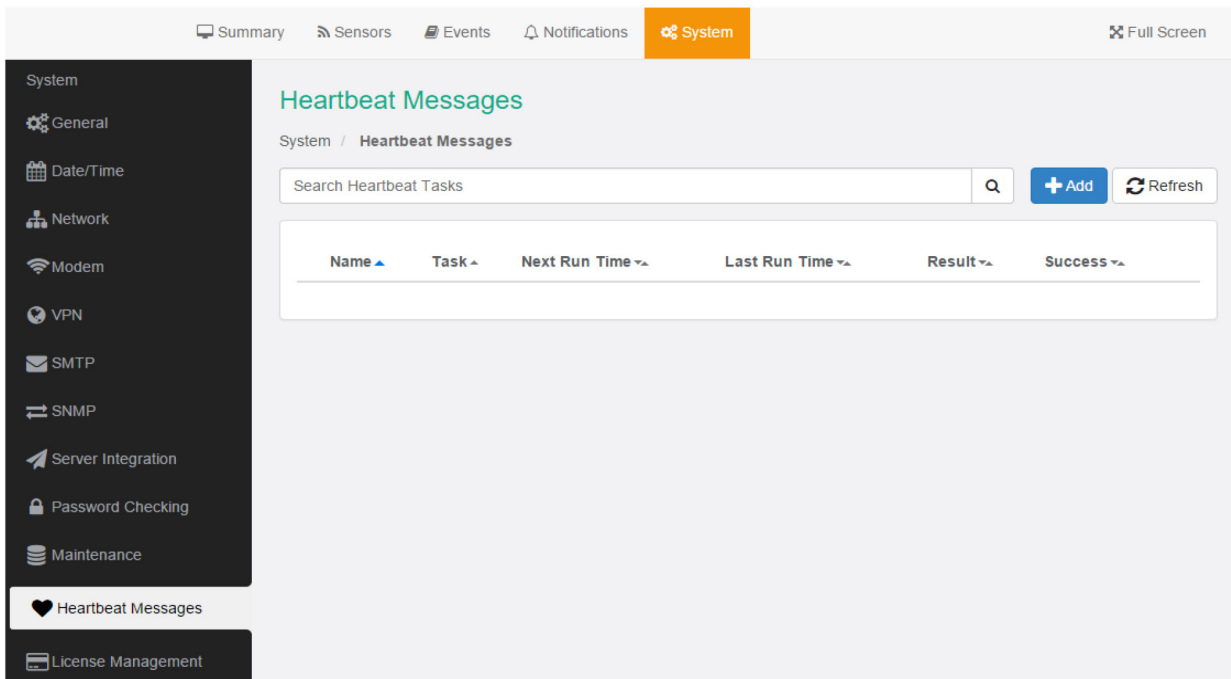 Summary Sensors Events Notifications System Full Screen
System
General
Date/Time
Network
Modem
VPN
SMTP
SNMP
Server Integration
Password Checking
Maintenance
Heartbeat Messages
License Management
Heartbeat Messages
System / Heartbeat Messages
Search Heartbeat Tasks Add Refresh
Name Task Next Run Time Last Run Time Result Success